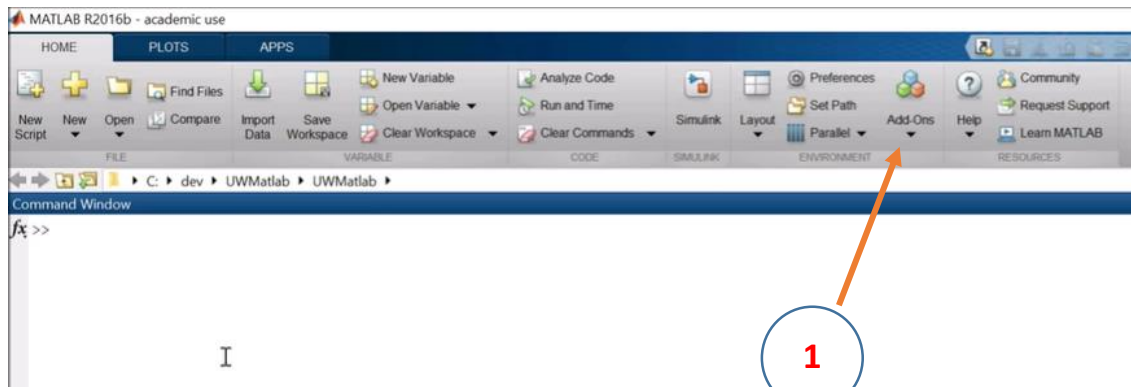 MATLAB R2016b - academic use
HOME PLOTS APPS
New Script
New
Open
Find Files
Compare
Import Data
Save Workspace
New Variable
Open Variable
Clear Workspace
Analyze Code
Run and Time
Clear Commands
Simulink
Layout
Preferences
Set Path
Parallel
Add-Ons
Help
Community
Request Support
Learn MATLAB
FILE VARIABLE CODE SIMULINK ENVIRONMENT RESOURCES
C: dev UWMatlab UWMatlab
Command Window
fx >>
1